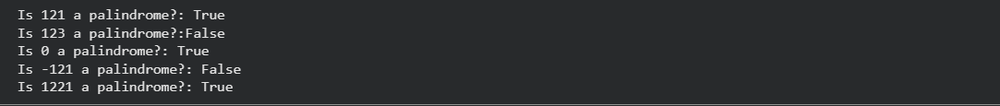 Is 121 a palindrome?: True
Is 123 a palindrome?:False
Is 0 a palindrome?: True
Is -121 a palindrome?: False
Is 1221 a palindrome?: True